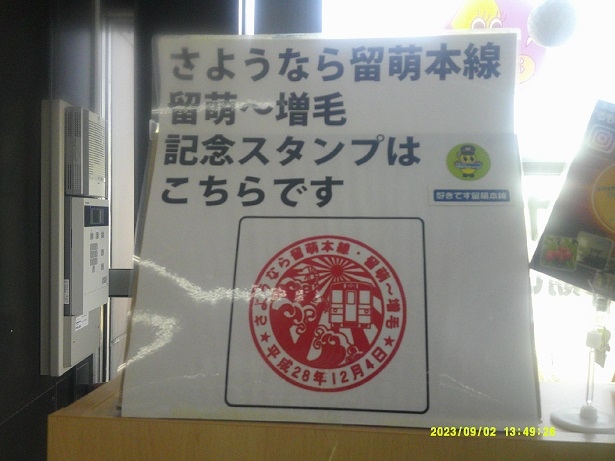 さようなら留萌本線
留萌～増毛
記念スタンプは
こちらです
好きです留萌本線
さようなら留萌本線・留萌～増毛
★平成28年12月4日★
2023/09/02 13:49:26